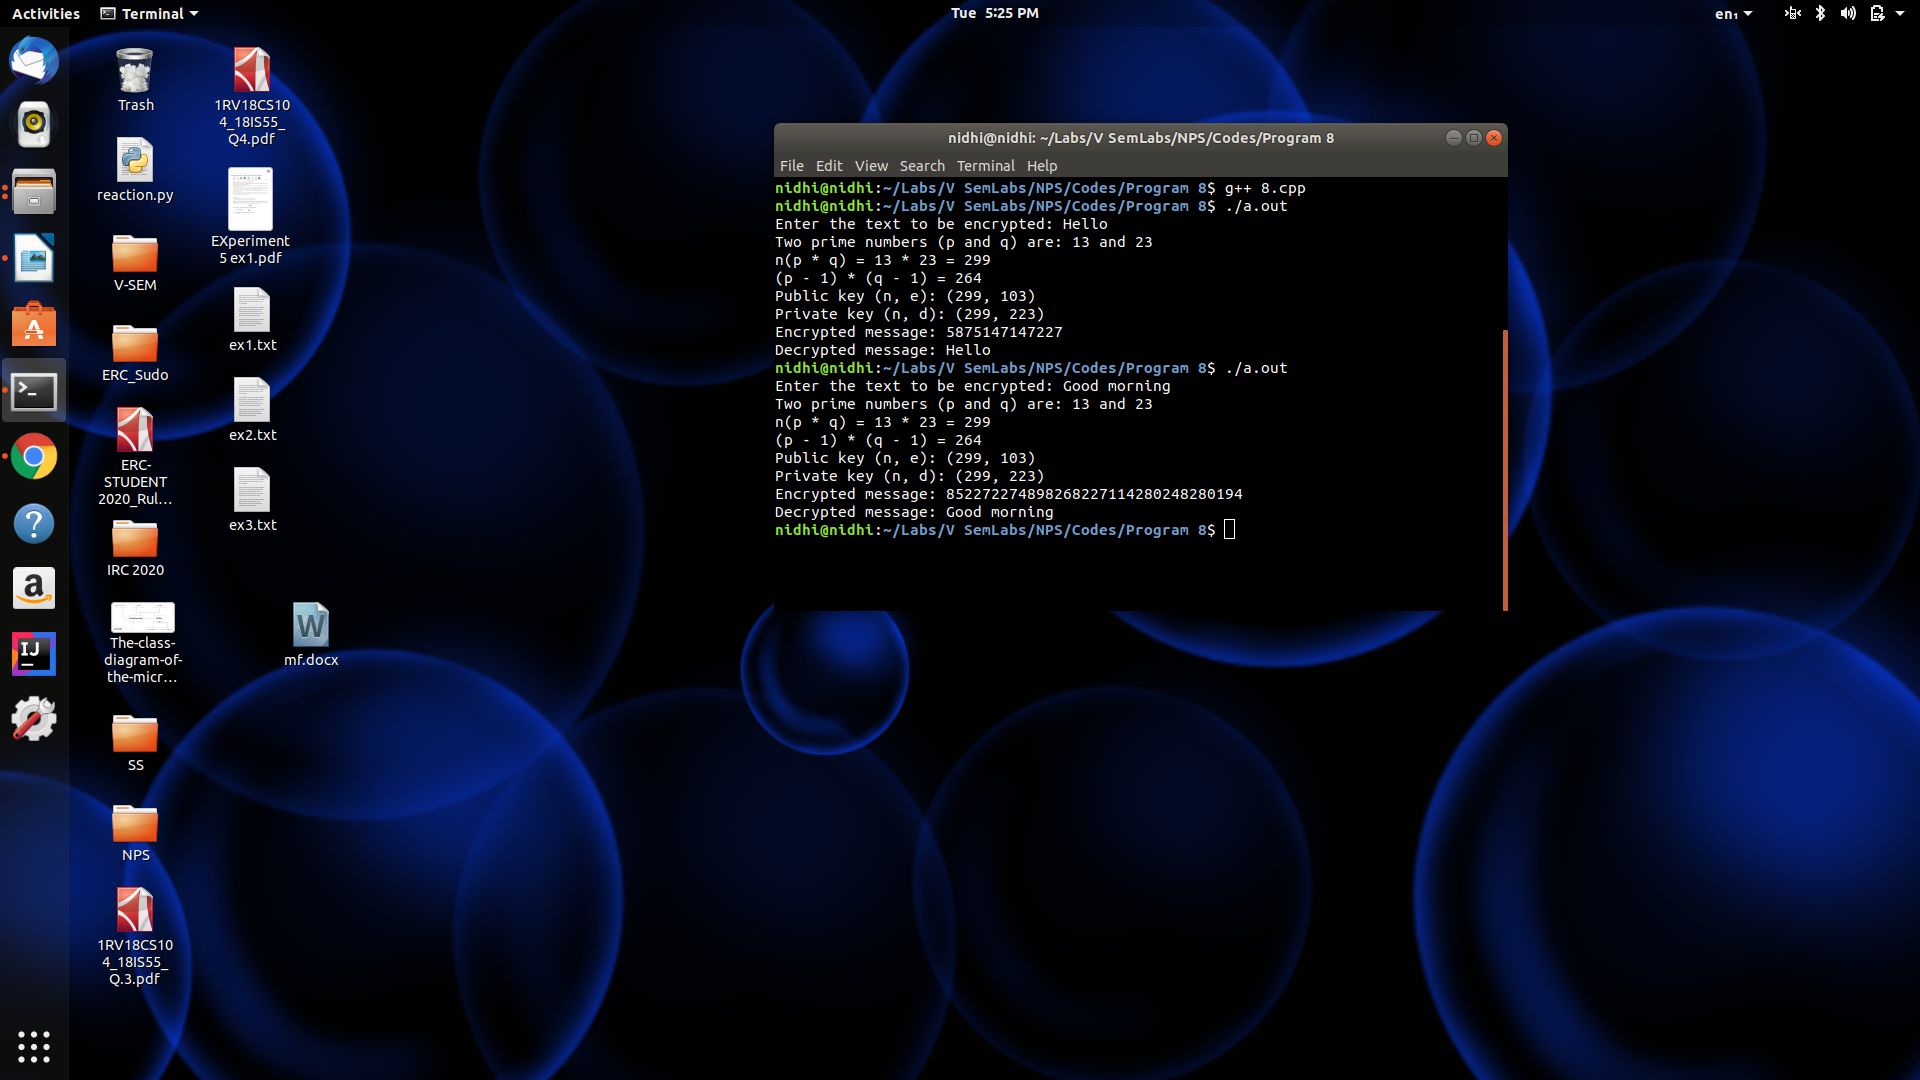 Activities
Terminal
Tue 5:25 PM
en₁
Trash
reaction.py
V-SEM
ERC_Sudo
ERC-
STUDENT
2020_Rul...
IRC 2020
The-class-
diagram-of-
the-micr...
SS
NPS
1RV18CS10
4_18IS55_
Q.3.pdf
1RV18CS10
4_18IS55_
Q4.pdf
EXperiment
5 ex1.pdf
ex1.txt
ex2.txt
ex3.txt
W
mf.docx
A
>_
?
a
IJ
nidhi@nidhi: ~/Labs/V SemLabs/NPS/Codes/Program 8
File Edit View Search Terminal Help
nidhi@nidhi:~/Labs/V SemLabs/NPS/Codes/Program 8$ g++ 8.cpp
nidhi@nidhi:~/Labs/V SemLabs/NPS/Codes/Program 8$ ./a.out
Enter the text to be encrypted: Hello
Two prime numbers (p and q) are: 13 and 23
n(p * q) = 13 * 23 = 299
(p - 1) * (q - 1) = 264
Public key (n, e): (299, 103)
Private key (n, d): (299, 223)
Encrypted message: 5875147147227
Decrypted message: Hello
nidhi@nidhi:~/Labs/V SemLabs/NPS/Codes/Program 8$ ./a.out
Enter the text to be encrypted: Good morning
Two prime numbers (p and q) are: 13 and 23
n(p * q) = 13 * 23 = 299
(p - 1) * (q - 1) = 264
Public key (n, e): (299, 103)
Private key (n, d): (299, 223)
Encrypted message: 852272274898268227114280248280194
Decrypted message: Good morning
nidhi@nidhi:~/Labs/V SemLabs/NPS/Codes/Program 8$